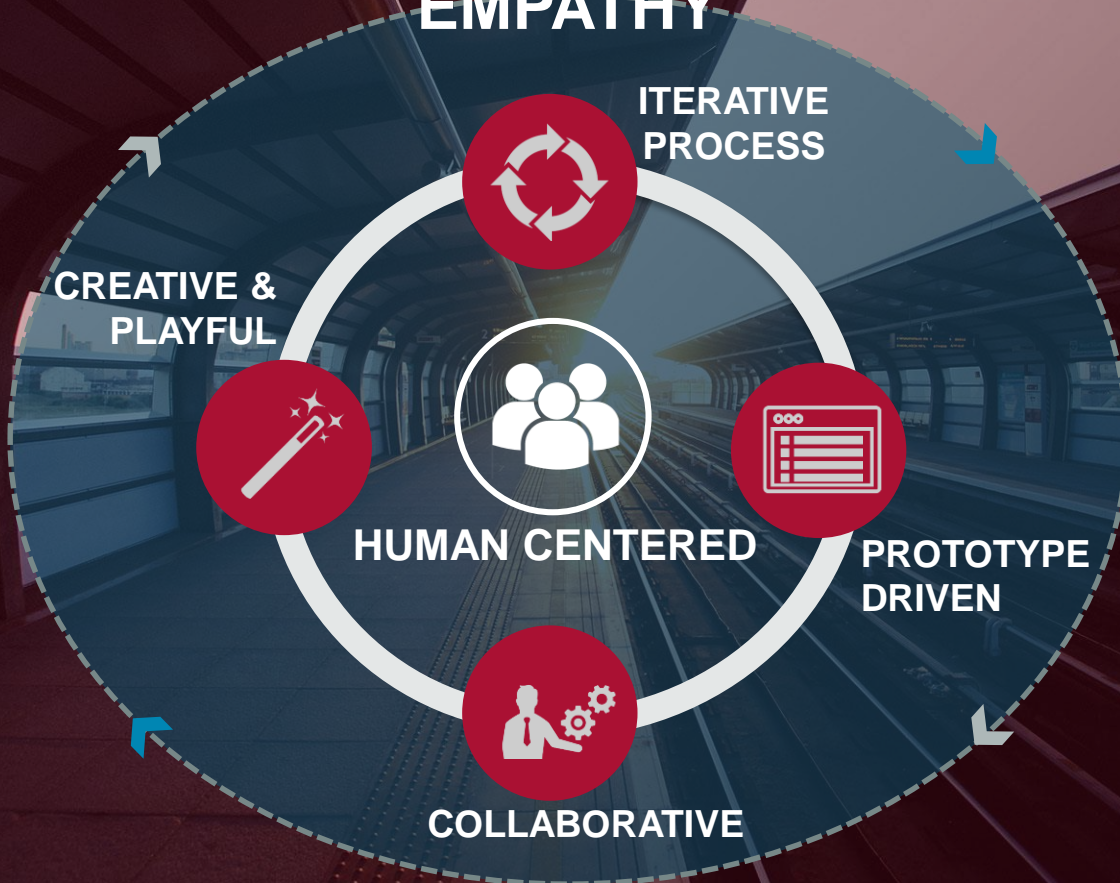 EMPATHY
ITERATIVE
PROCESS
CREATIVE &
PLAYFUL
HUMAN CENTERED
PROTOTYPE
DRIVEN
COLLABORATIVE